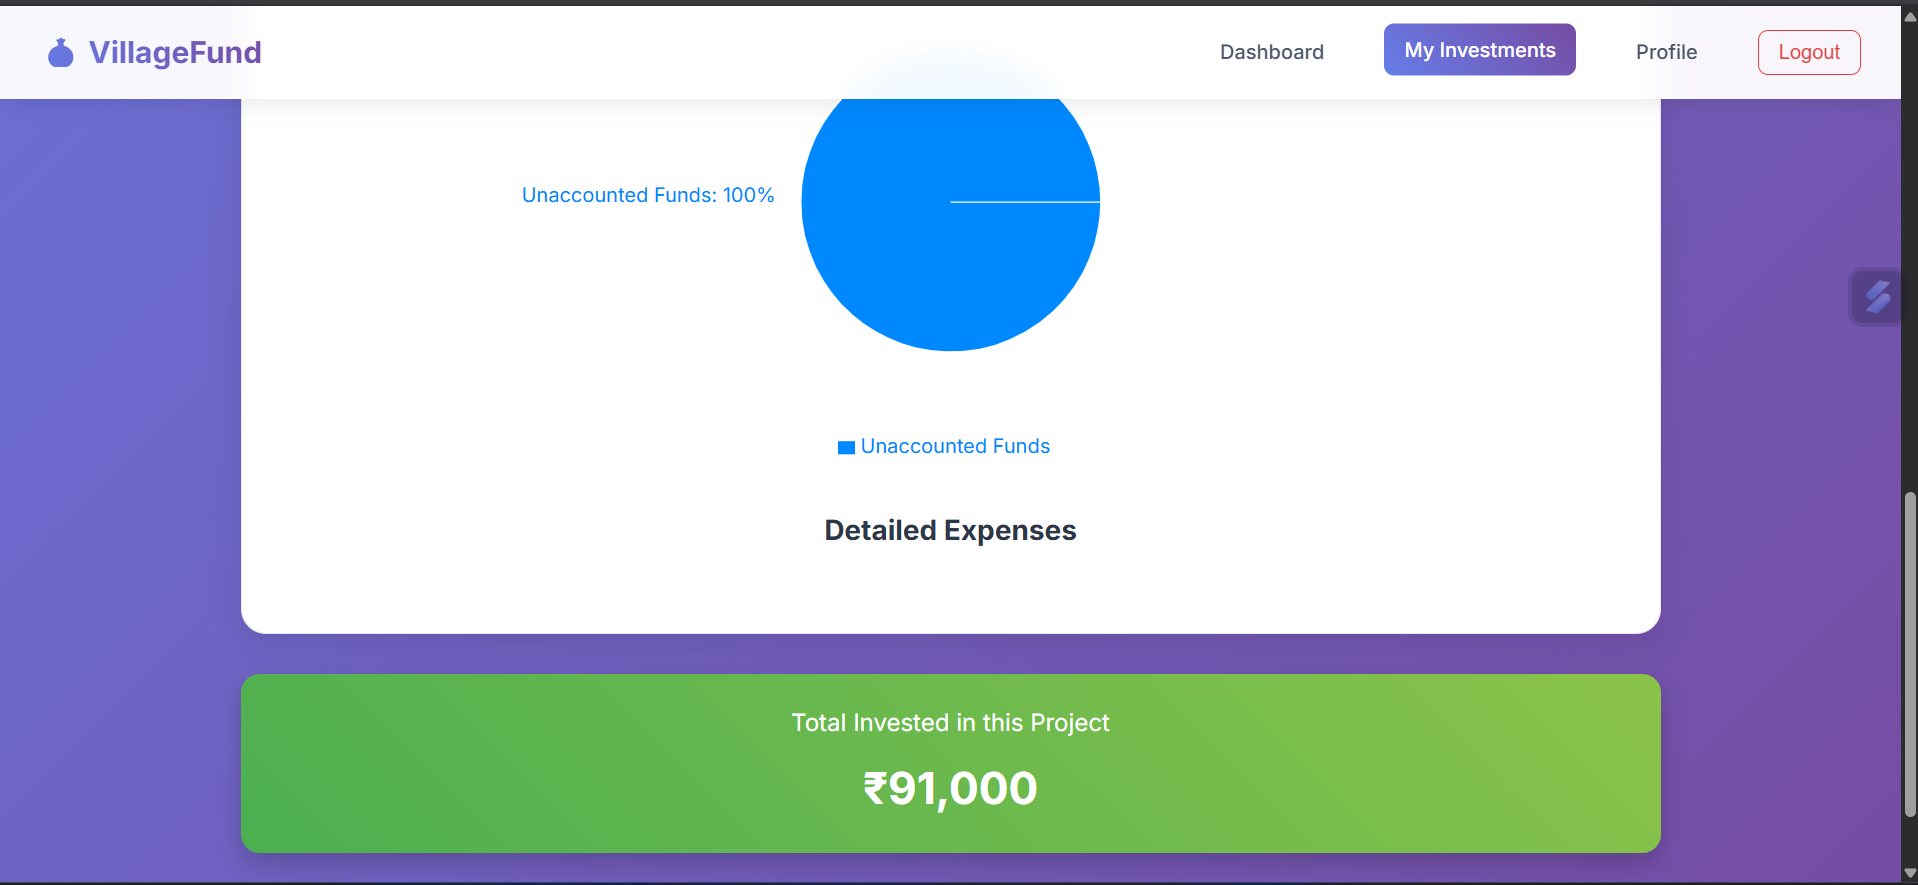 VillageFund
Dashboard
My Investments
Profile
Logout
Unaccounted Funds: 100%
Unaccounted Funds
Detailed Expenses
Total Invested in this Project
₹91,000